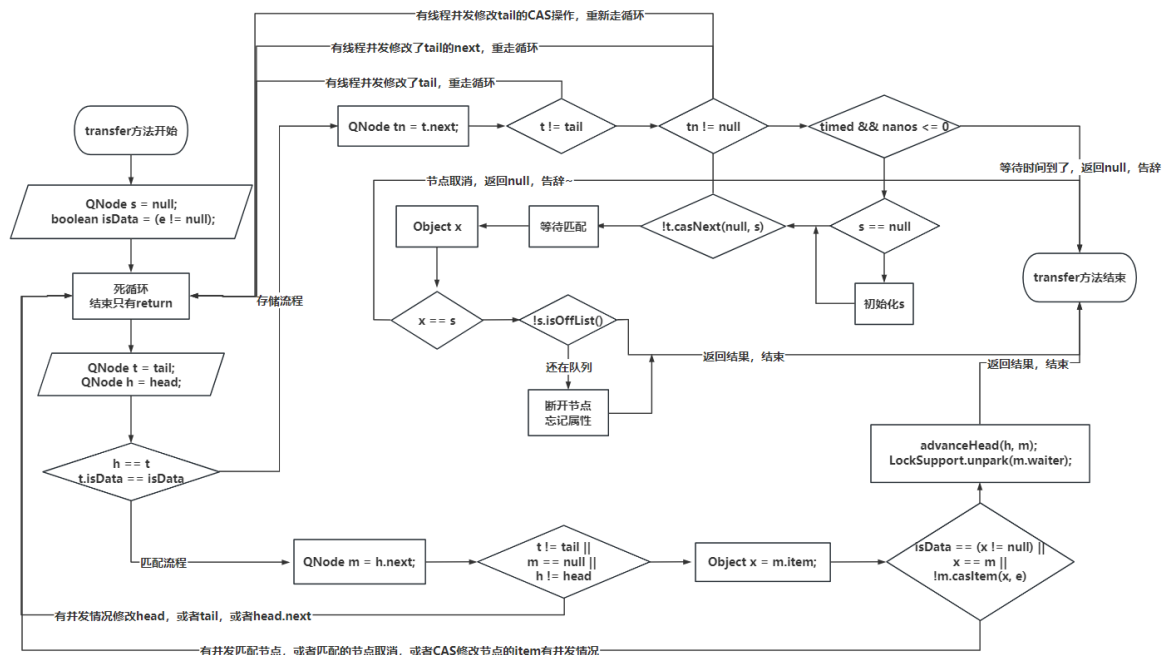 有线程并发修改tail的CAS操作，重新走循环
有线程并发修改了tail的next，重走循环
有线程并发修改了tail，重走循环
transfer方法开始
QNode tn = t.next;
t != tail
tn != null
timed && nanos <= 0
等待时间到了，返回null，告辞
节点取消，返回null，告辞~
QNode s = null;
boolean isData = (e != null);
Object x
等待匹配
!t.casNext(null, s)
s == null
transfer方法结束
死循环
结束只有return
存储流程
初始化s
x == s
!s.isOffList()
返回结果，结束
还在队列
返回结果，结束
QNode t = tail;
QNode h = head;
断开节点
忘记属性
h == t
t.isData == isData
advanceHead(h, m);
LockSupport.unpark(m.waiter);
匹配流程
QNode m = h.next;
t != tail ||
m == null ||
h != head
Object x = m.item;
isData == (x != null) ||
x == m ||
!m.casItem(x, e)
有并发情况修改head，或者tail，或者head.next
有并发匹配节点，或者匹配的节点取消，或者CAS修改节点的item有并发情况